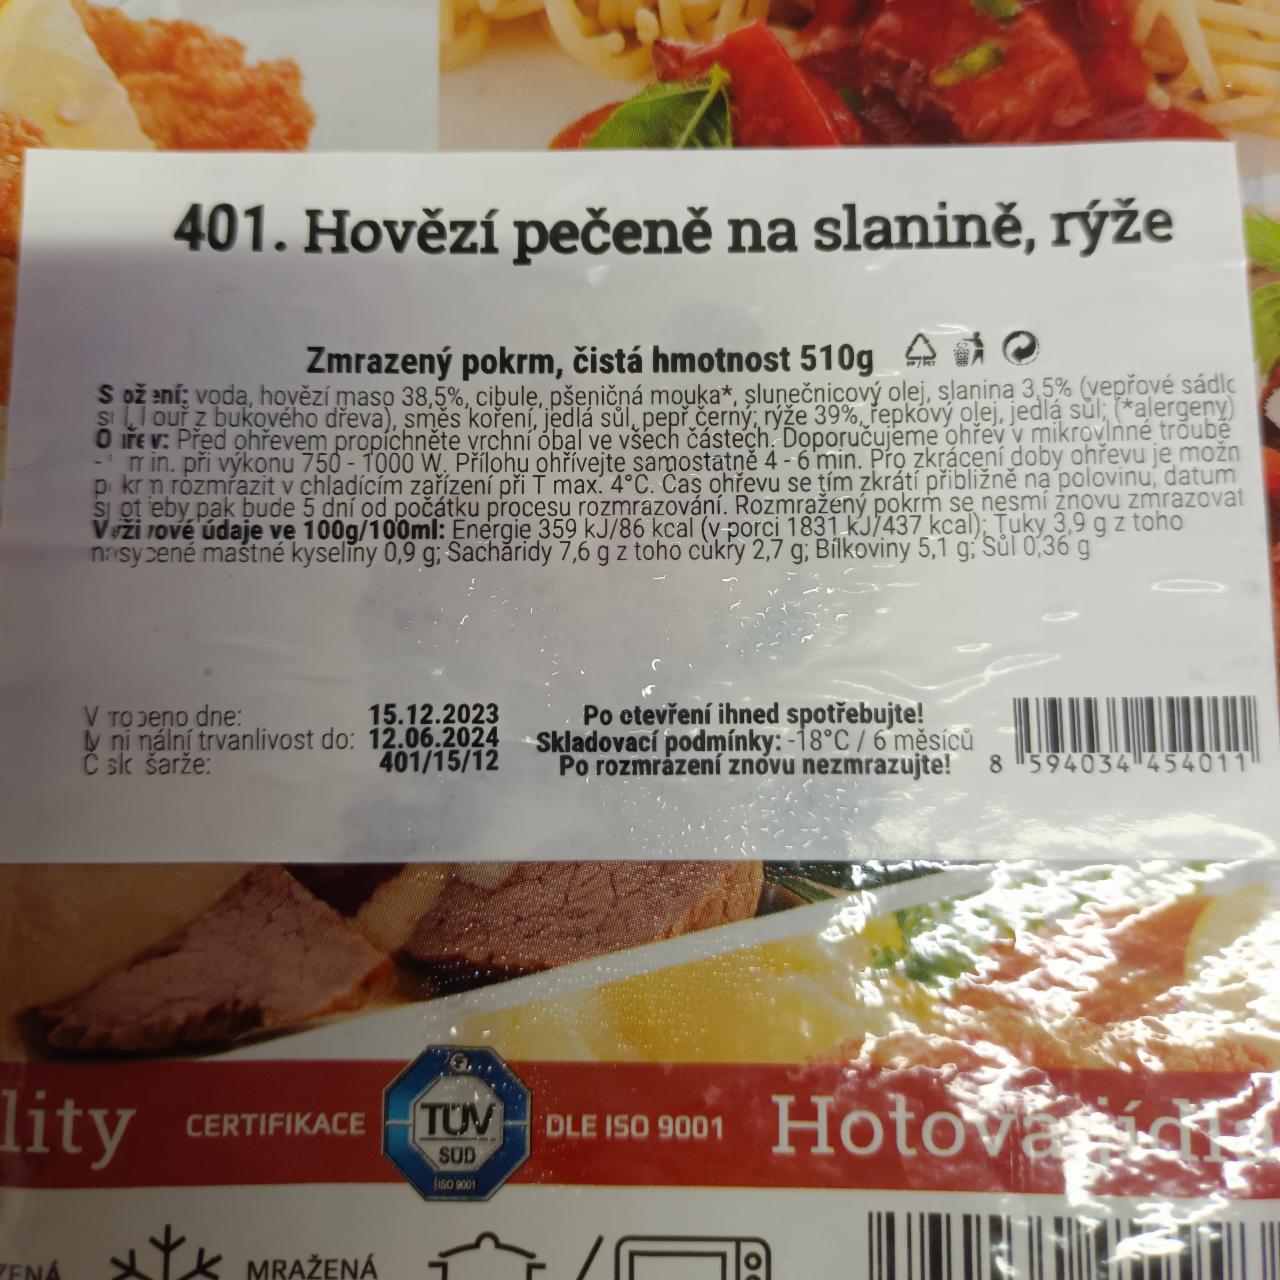 401. Hovězí pečeně na slanině, rýže
Zmrazený pokrm, čistá hmotnost 510g
PP / PET
voda, hovězí maso 38,5%, cibule, pšeničná mouka*, slunečnicový olej, slanina 3,5% (vepřové sádlo
z bukového dřeva), směs koření, jedlá sůl, pepř černý; rýže 39%, řepkový olej, jedlá sůl; (*alergeny)
Před ohřevem propíchněte vrchní obal ve všech částech. Doporučujeme ohřev v mikrovlnné troubě
min. při výkonu 750 - 1000 W. Přílohu ohřívejte samostatně 4 - 6 min. Pro zkrácení doby ohřevu je možn
rozmrazit v chladícím zařízení při T max. 4°C. Čas ohřevu se tím zkrátí přibližně na polovinu, datum
pak bude 5 dní od počátku procesu rozmrazování. Rozmražený pokrm se nesmí znovu zmrazovat
údaje ve 100g/100ml: Energie 359 kJ/86 kcal (v porci 1831 kJ/437 kcal); Tuky 3,9 g z toho
mastné kyseliny 0,9 g; Sacharidy 7,6 g z toho cukry 2,7 g; Bílkoviny 5,1 g; Sůl 0,36 g
dne: 15.12.2023
trvanlivost do: 12.06.2024
šarže: 401/15/12
Po otevření ihned spotřebujte!
Skladovací podmínky: -18°C / 6 měsíců
Po rozmrazení znovu nezmrazujte!
8 594034 454011
lity CERTIFIKACE TÜV SÜD ISO 9001 DLE ISO 9001 Hotová jídla
ZENÁ MRAŽENÁ